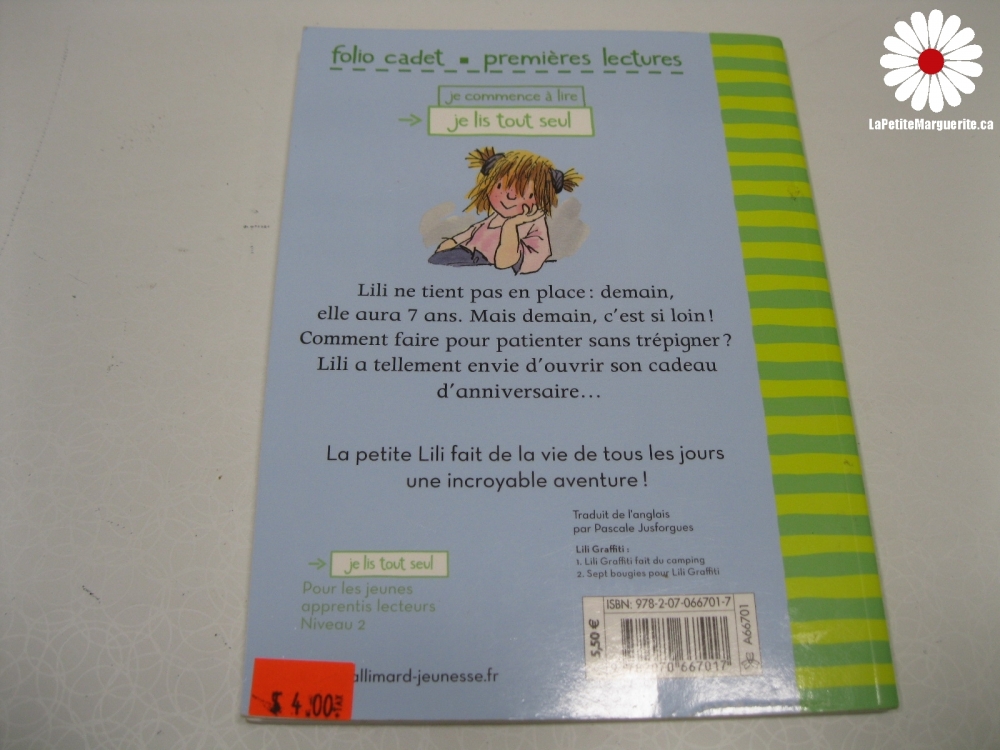 LaPetiteMarguerite.ca
folio cadet ▪ premières lectures
je commence à lire
→ je lis tout seul
Lili ne tient pas en place : demain,
elle aura 7 ans. Mais demain, c'est si loin !
Comment faire pour patienter sans trépigner ?
Lili a tellement envie d'ouvrir son cadeau
d'anniversaire...
La petite Lili fait de la vie de tous les jours
une incroyable aventure !
Traduit de l'anglais
par Pascale Jusforgues
Lili Graffiti :
1. Lili Graffiti fait du camping
2. Sept bougies pour Lili Graffiti
→ je lis tout seul
Pour les jeunes
apprentis lecteurs
Niveau 2
ISBN: 978-2-07-066701-7
5,50 €
A66701
allimard-jeunesse.fr
$ 4.00